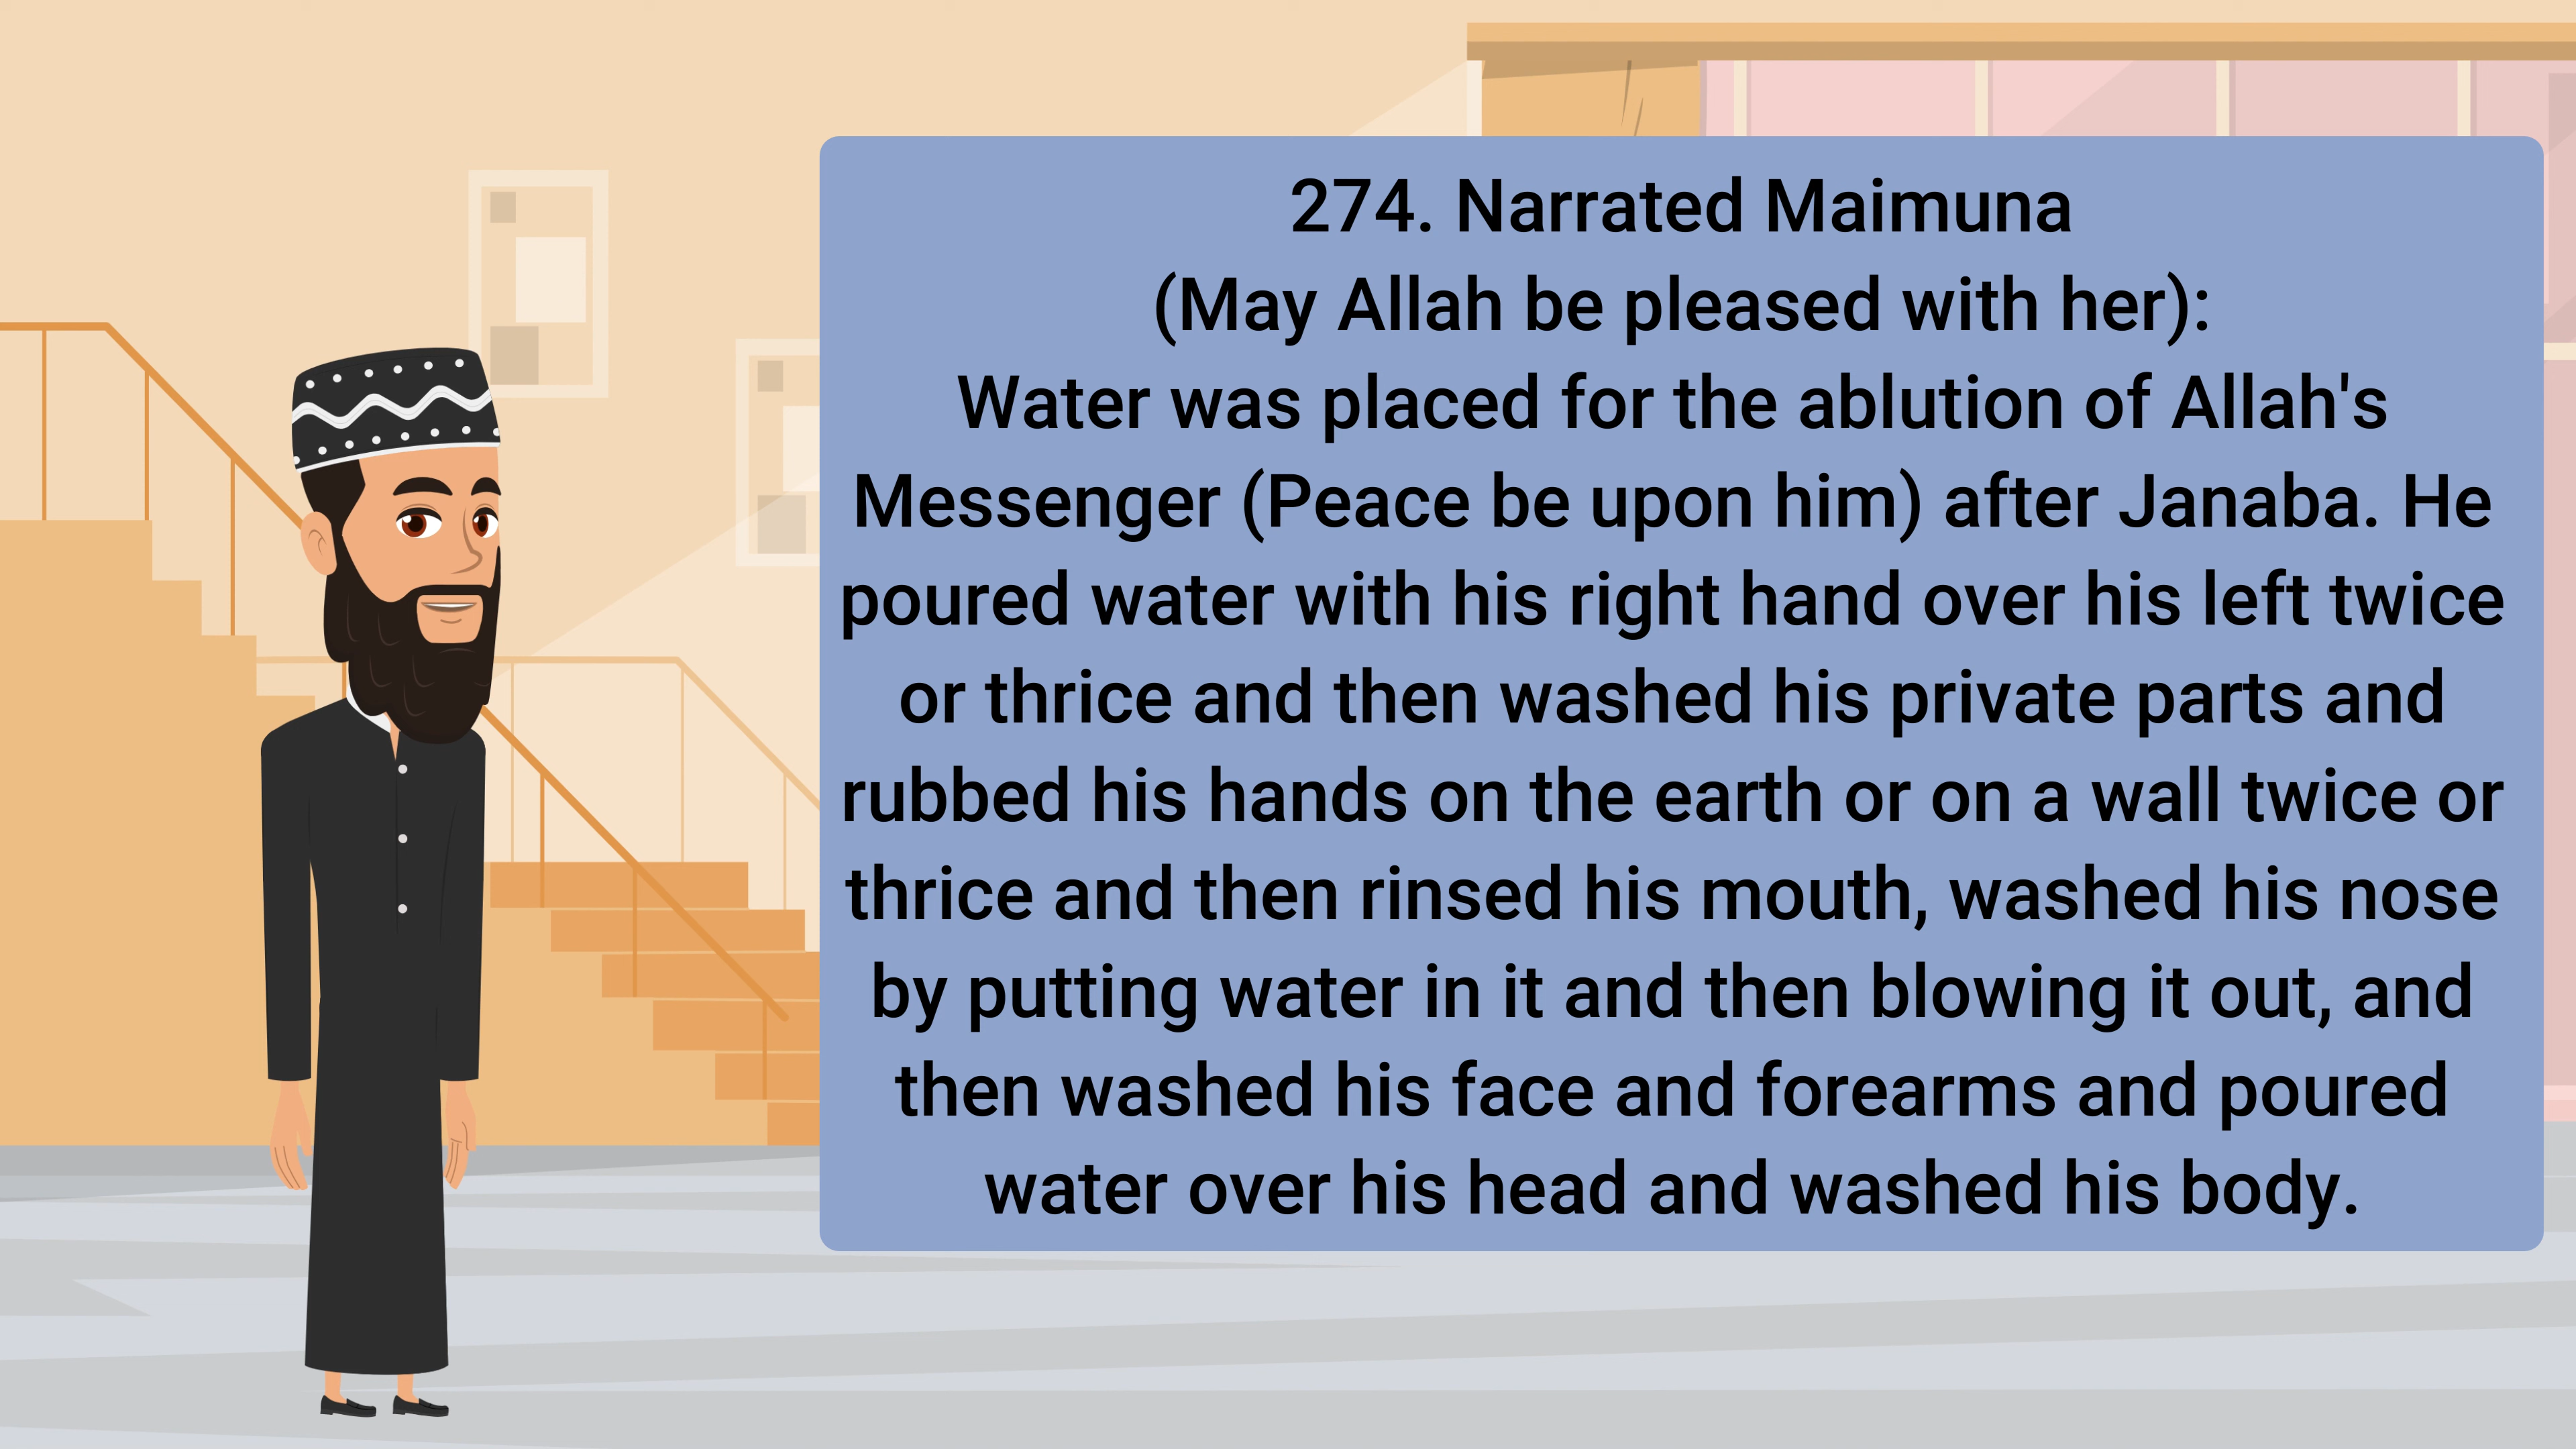 274. Narrated Maimuna
(May Allah be pleased with her):
Water was placed for the ablution of Allah's
Messenger (Peace be upon him) after Janaba. He
poured water with his right hand over his left twice
or thrice and then washed his private parts and
rubbed his hands on the earth or on a wall twice or
thrice and then rinsed his mouth, washed his nose
by putting water in it and then blowing it out, and
then washed his face and forearms and poured
water over his head and washed his body.